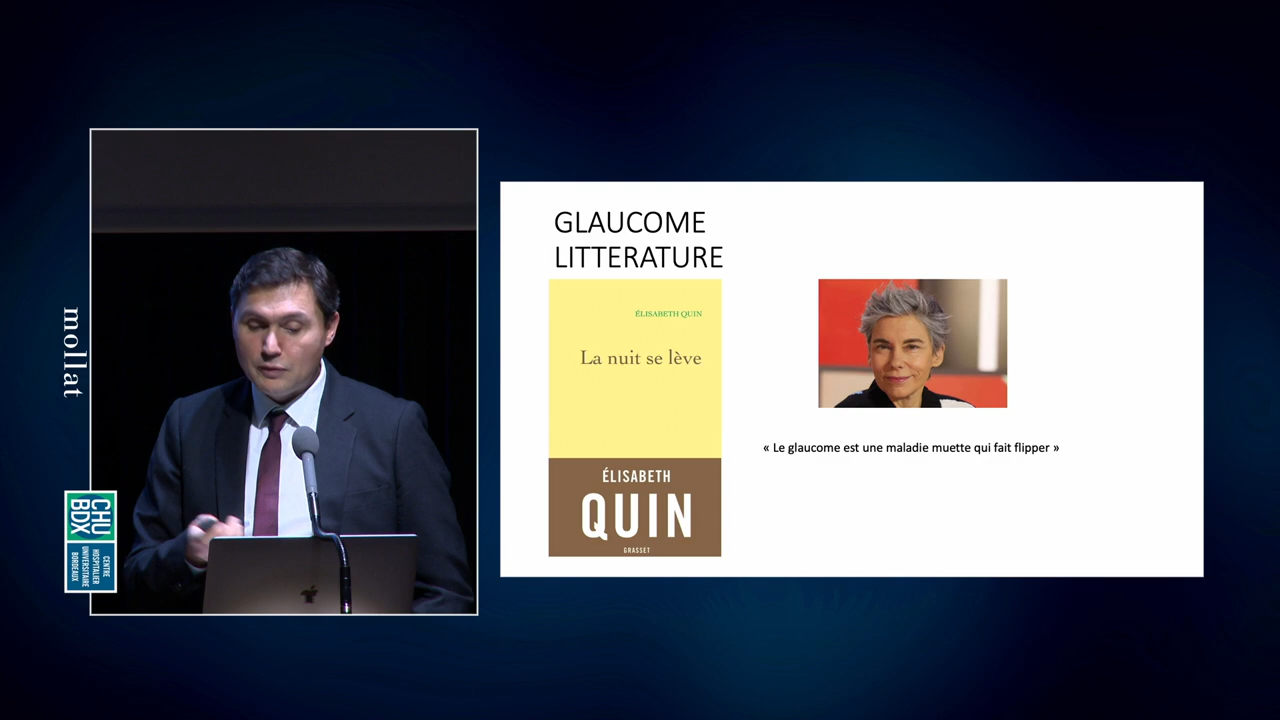 mollat
CHU
BDX
CENTRE
HOSPITALIER
UNIVERSITAIRE
BORDEAUX
GLAUCOME
LITTERATURE
ÉLISABETH QUIN
La nuit se lève
ÉLISABETH
QUIN
GRASSET
« Le glaucome est une maladie muette qui fait flipper »